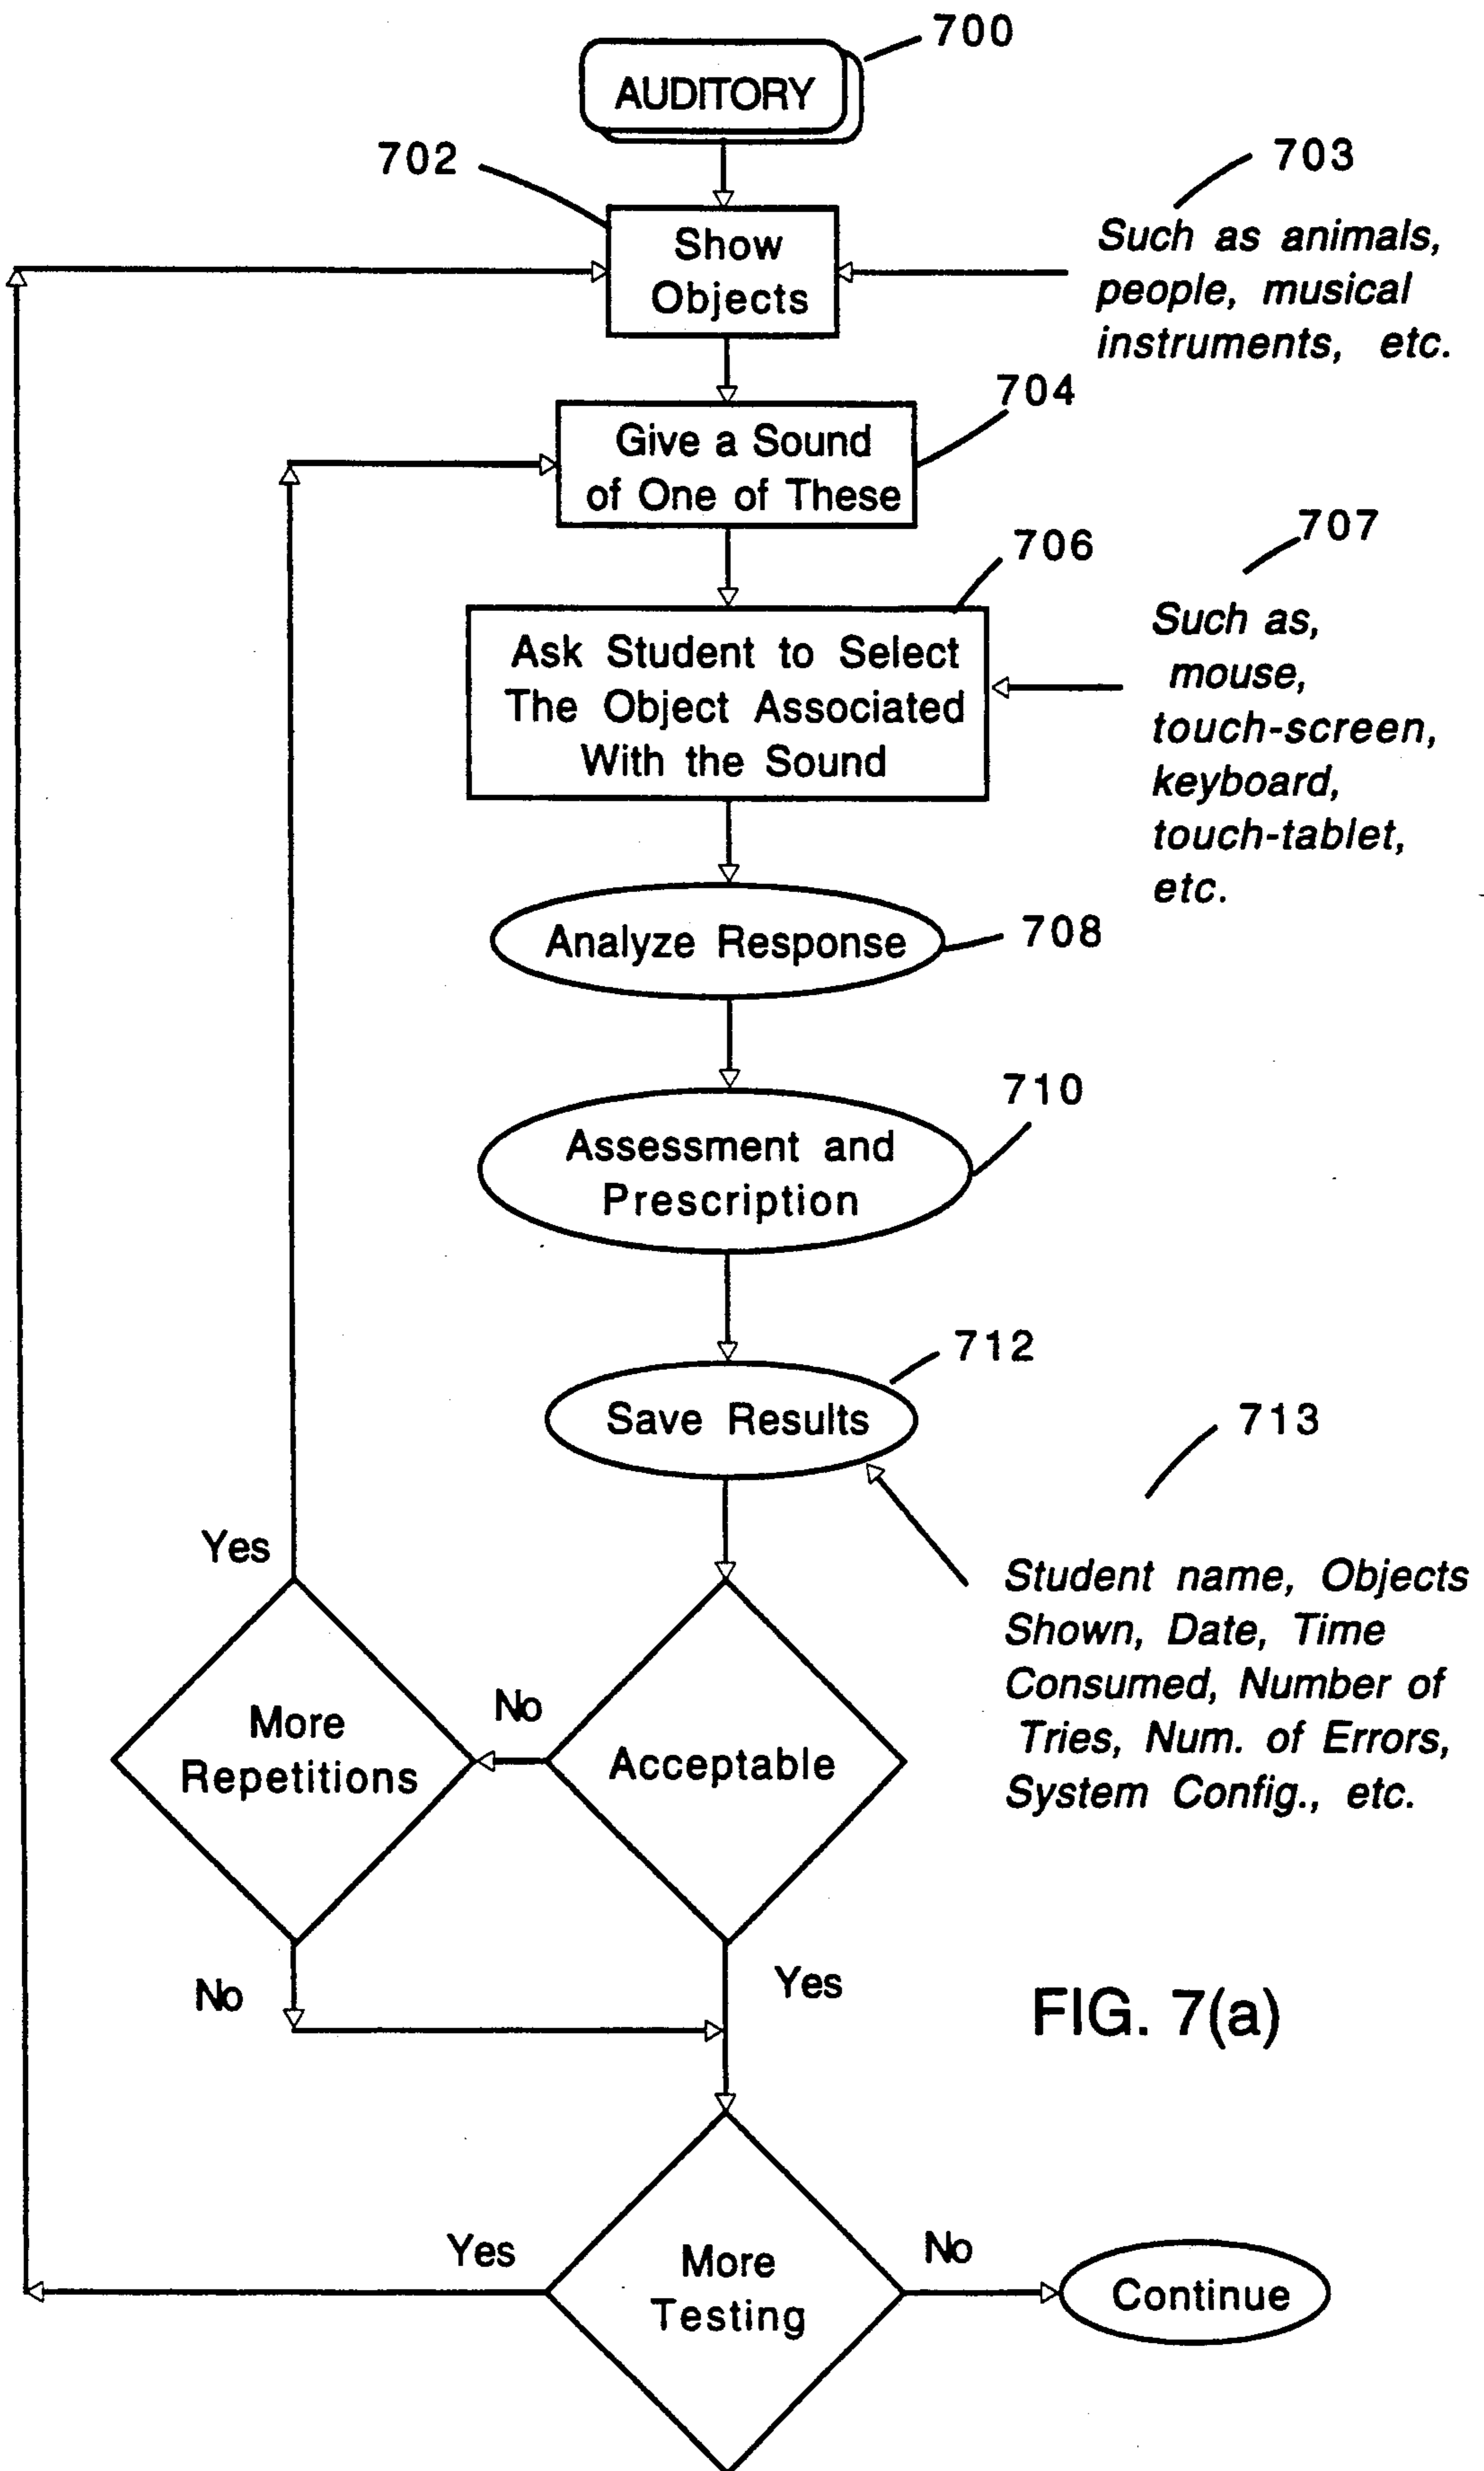 700
AUDITORY
702
703
Show
Objects
Such as animals,
people, musical
instruments, etc.
704
Give a Sound
of One of These
706
707
Ask Student to Select
The Object Associated
With the Sound
Such as,
mouse,
touch-screen,
keyboard,
touch-tablet,
etc.
Analyze Response
708
710
Assessment and
Prescription
712
Save Results
713
Student name, Objects
Shown, Date, Time
Consumed, Number of
Tries, Num. of Errors,
System Config., etc.
Yes
More
Repetitions
No
Acceptable
No
Yes
FIG. 7(a)
Yes
More
Testing
No
Continue